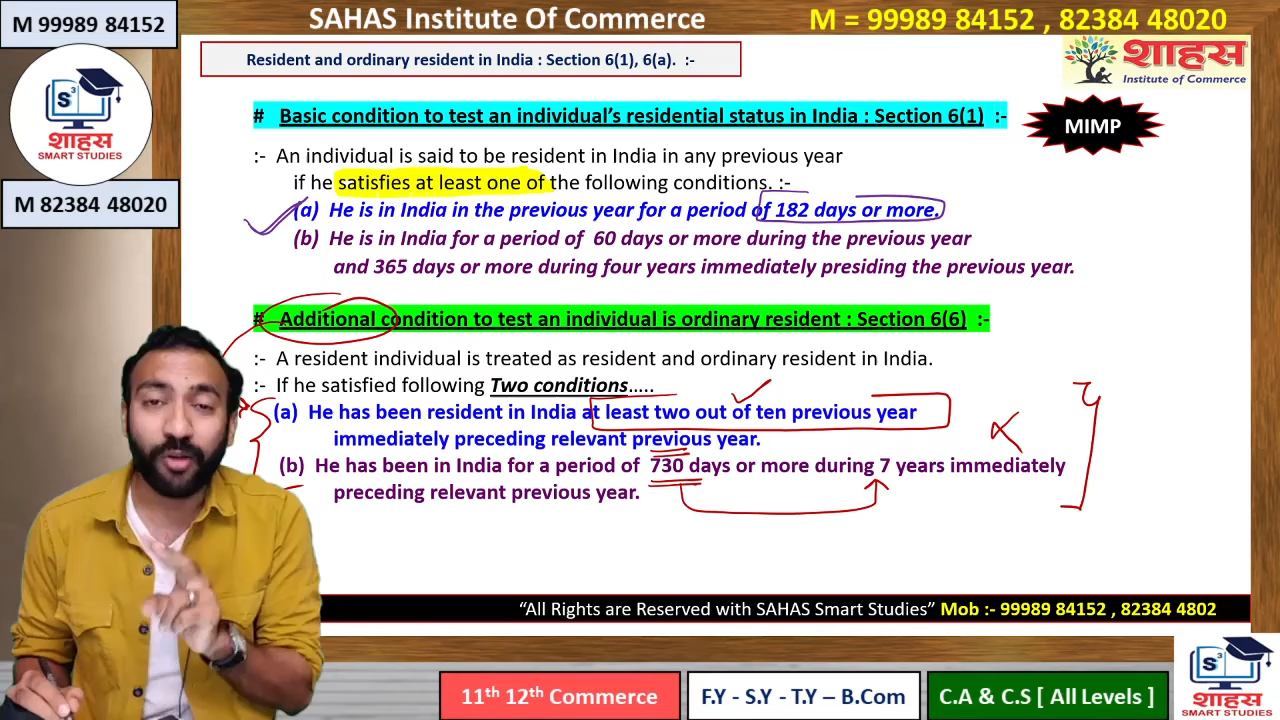 M 99989 84152
SAHAS Institute Of Commerce
M = 99989 84152 , 82384 48020
Resident and ordinary resident in India : Section 6(1), 6(a). :-
शाहस
Institute of Commerce
S³
शाहस
SMART STUDIES
M 82384 48020
# Basic condition to test an individual’s residential status in India : Section 6(1) :-
MIMP
:- An individual is said to be resident in India in any previous year
if he satisfies at least one of the following conditions. :-
(a) He is in India in the previous year for a period of 182 days or more.
(b) He is in India for a period of 60 days or more during the previous year
and 365 days or more during four years immediately presiding the previous year.
# Additional condition to test an individual is ordinary resident : Section 6(6) :-
:- A resident individual is treated as resident and ordinary resident in India.
:- If he satisfied following Two conditions…..
(a) He has been resident in India at least two out of ten previous year
immediately preceding relevant previous year.
(b) He has been in India for a period of 730 days or more during 7 years immediately
preceding relevant previous year.
“All Rights are Reserved with SAHAS Smart Studies” Mob :- 99989 84152 , 82384 4802
11th 12th Commerce
F.Y - S.Y - T.Y – B.Com
C.A & C.S [ All Levels ]
S³
शाहस
SMART STUDIES